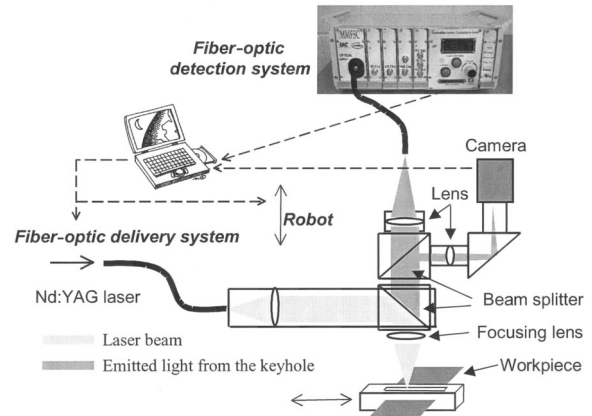 Fiber-optic
detection system
MM09C
Camera
Lens
Robot
Fiber-optic delivery system
Nd:YAG laser
Beam splitter
Focusing lens
Laser beam
Emitted light from the keyhole
Workpiece